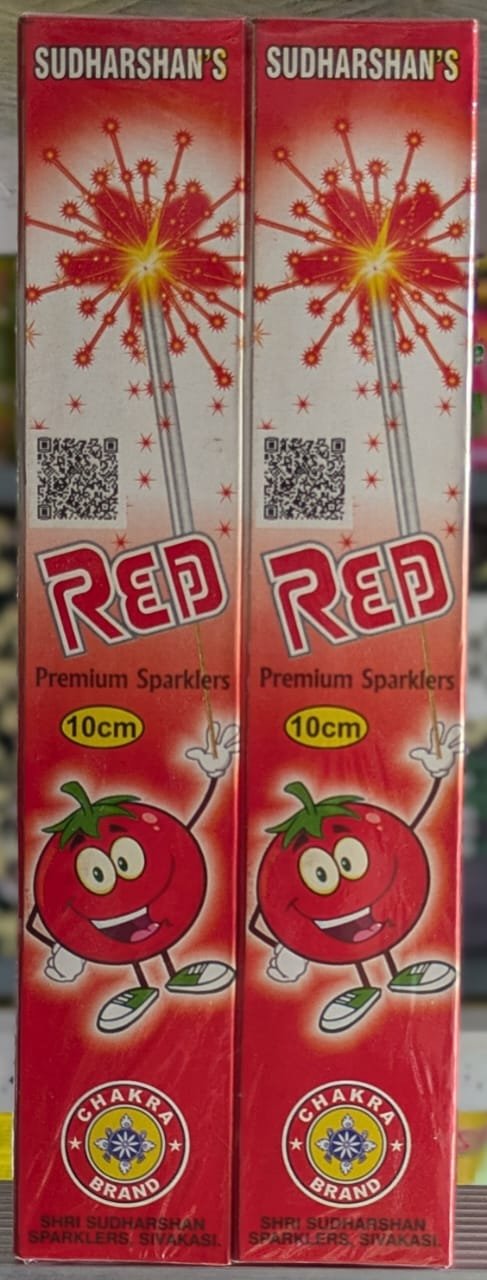 SUDHARSHAN'S
RED
Premium Sparklers
10cm
CHAKRA
BRAND
SHRI SUDHARSHAN
SPARKLERS, SIVAKASI.
SUDHARSHAN'S
RED
Premium Sparklers
10cm
CHAKRA
BRAND
SHRI SUDHARSHAN
SPARKLERS, SIVAKASI.